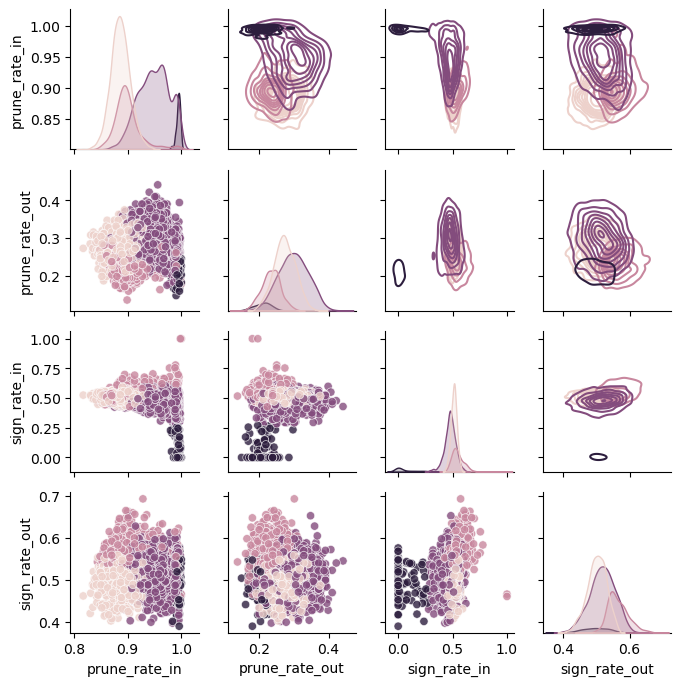 prune_rate_in
1.00
0.95
0.90
0.85
prune_rate_out
0.4
0.3
0.2
sign_rate_in
1.00
0.75
0.50
0.25
0.00
sign_rate_out
0.7
0.6
0.5
0.4
0.8 0.9 1.0
0.2 0.4
0.0 0.5 1.0
0.4 0.6
prune_rate_in prune_rate_out sign_rate_in sign_rate_out